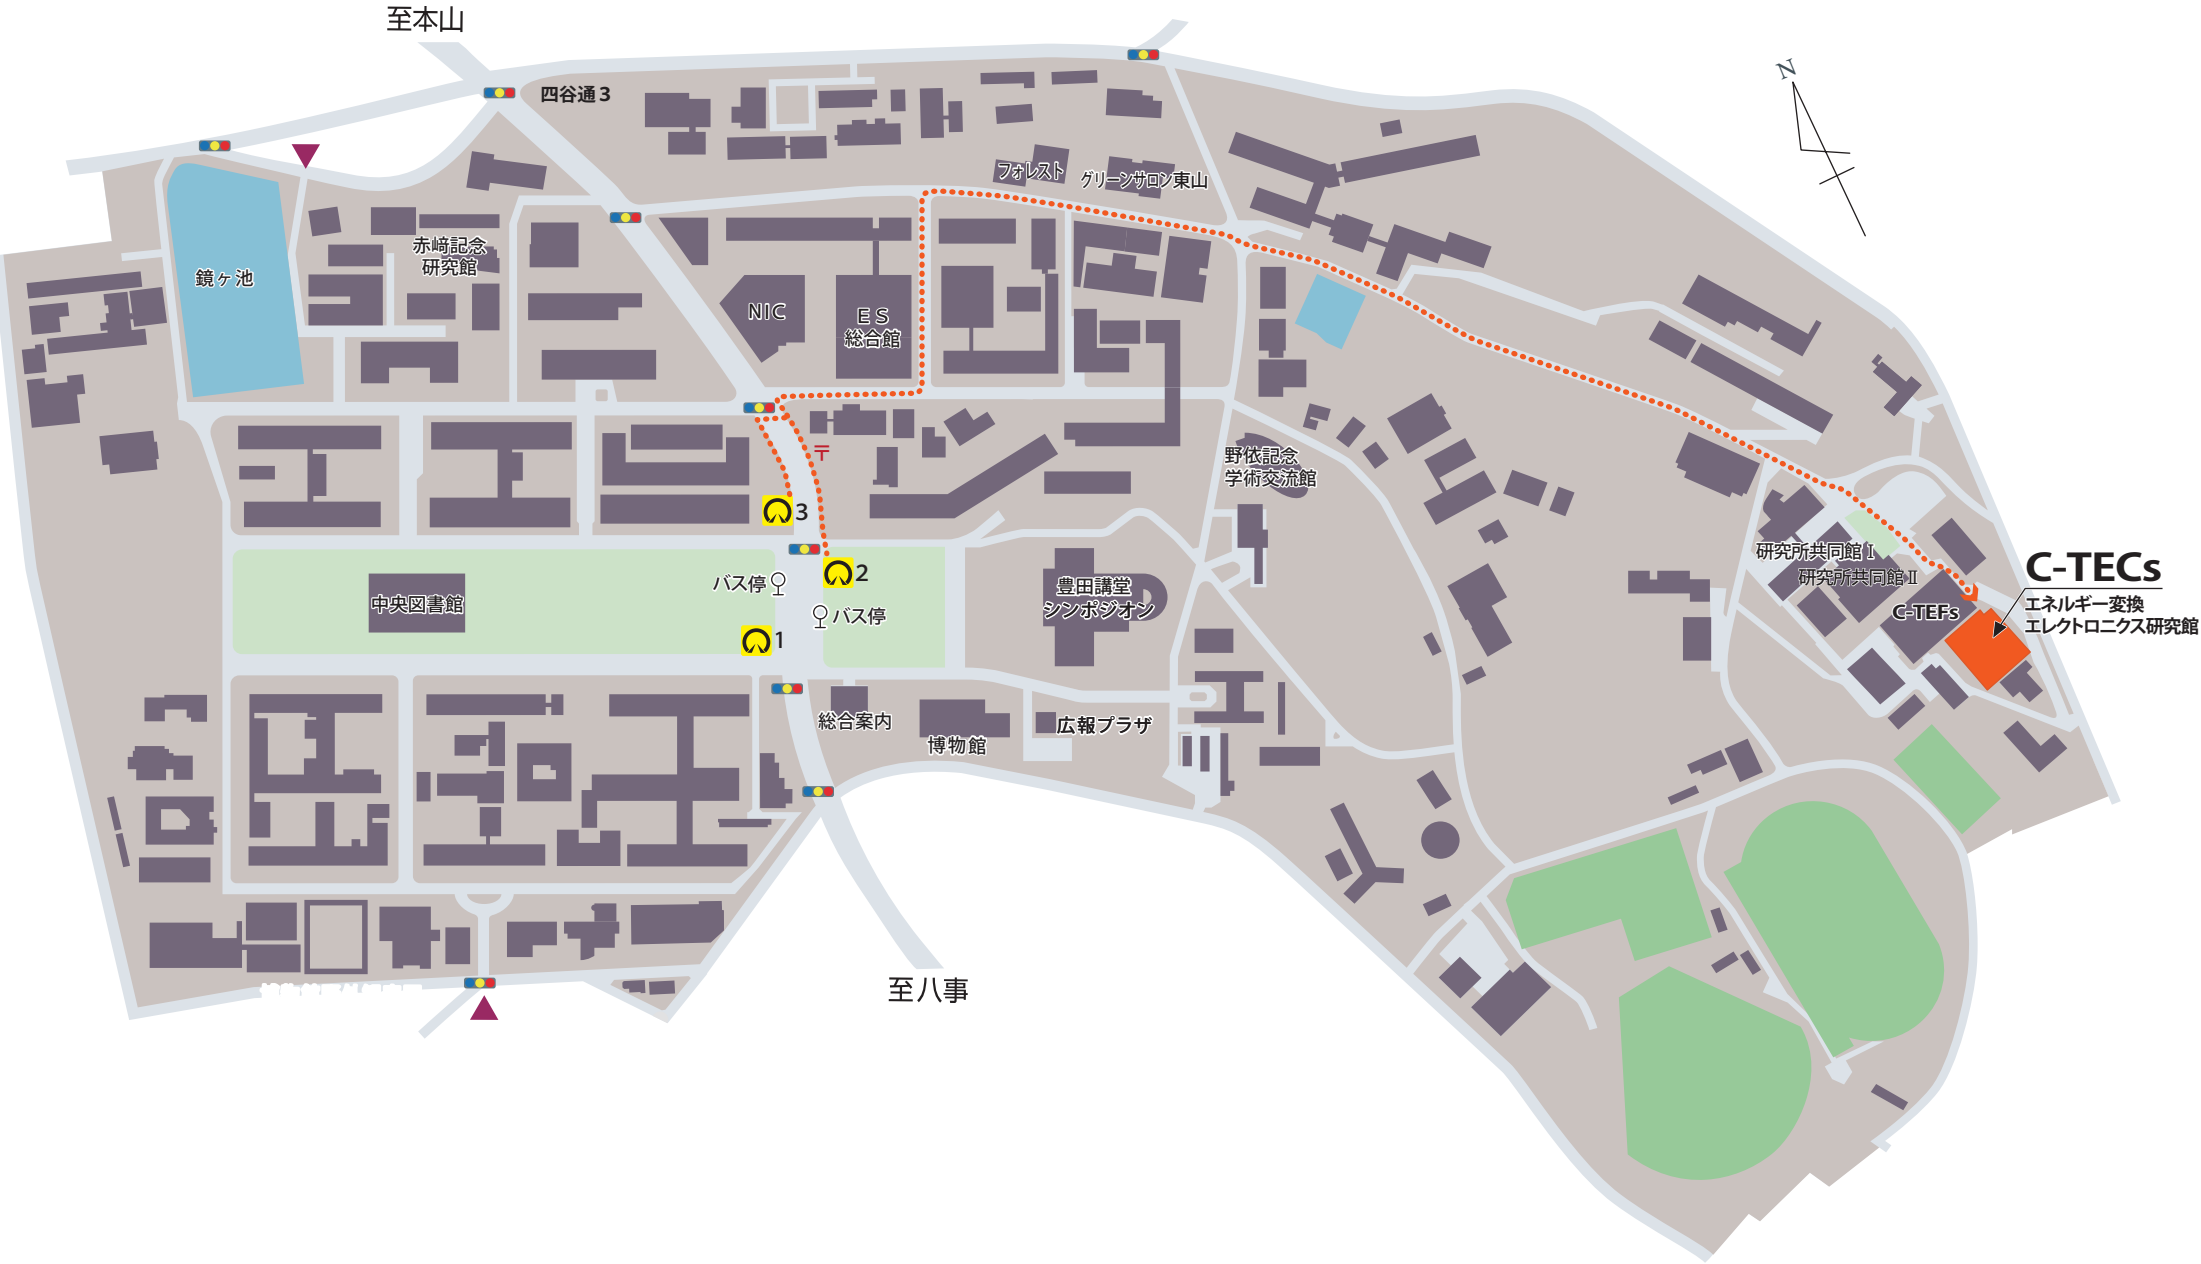 至本山
四谷通3
N
フォレスト
グリーンサロン東山
赤﨑記念
研究館
鏡ヶ池
NIC
ES
総合館
〒
野依記念
学術交流館
3
2
1
バス停
バス停
中央図書館
豊田講堂
シンポジオン
研究所共同館Ⅰ
研究所共同館Ⅱ
C-TEFs
C-TECs
エネルギー変換
エレクトロニクス研究館
総合案内
博物館
広報プラザ
至八事